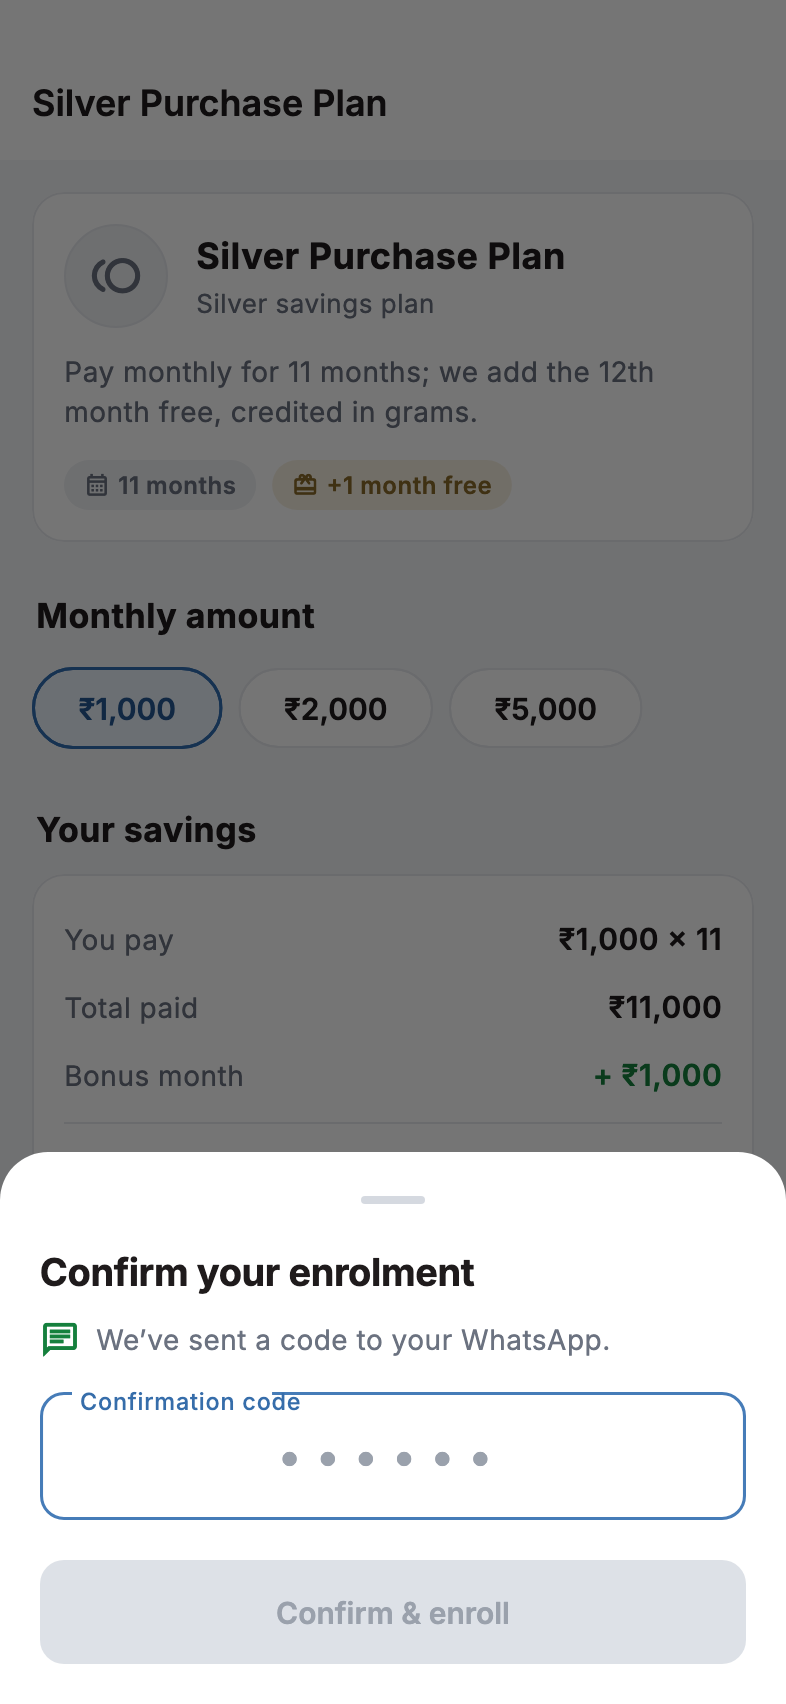 Silver Purchase Plan
Silver Purchase Plan
Silver savings plan
Pay monthly for 11 months; we add the 12th
month free, credited in grams.
11 months
+1 month free
Monthly amount
₹1,000
₹2,000
₹5,000
Your savings
You pay
₹1,000 × 11
Total paid
₹11,000
Bonus month
+ ₹1,000
Confirm your enrolment
We’ve sent a code to your WhatsApp.
Confirmation code
Confirm & enroll